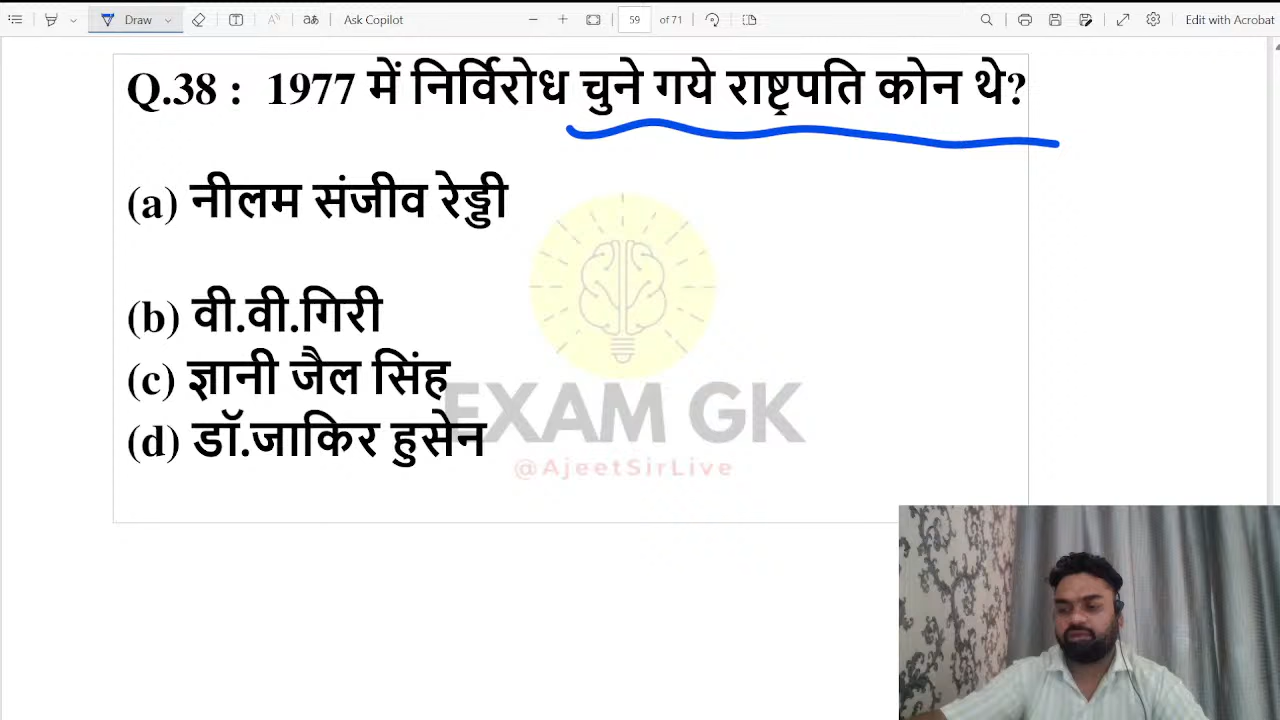 Draw
Ask Copilot
59 of 71
Edit with Acrobat
Q.38 : 1977 में निर्विरोध चुने गये राष्ट्रपति कोन थे?
(a) नीलम संजीव रेड्डी
(b) वी.वी.गिरी
(c) ज्ञानी जैल सिंह
(d) डॉ.जाकिर हुसेन
EXAM GK
@AjeetSirLive